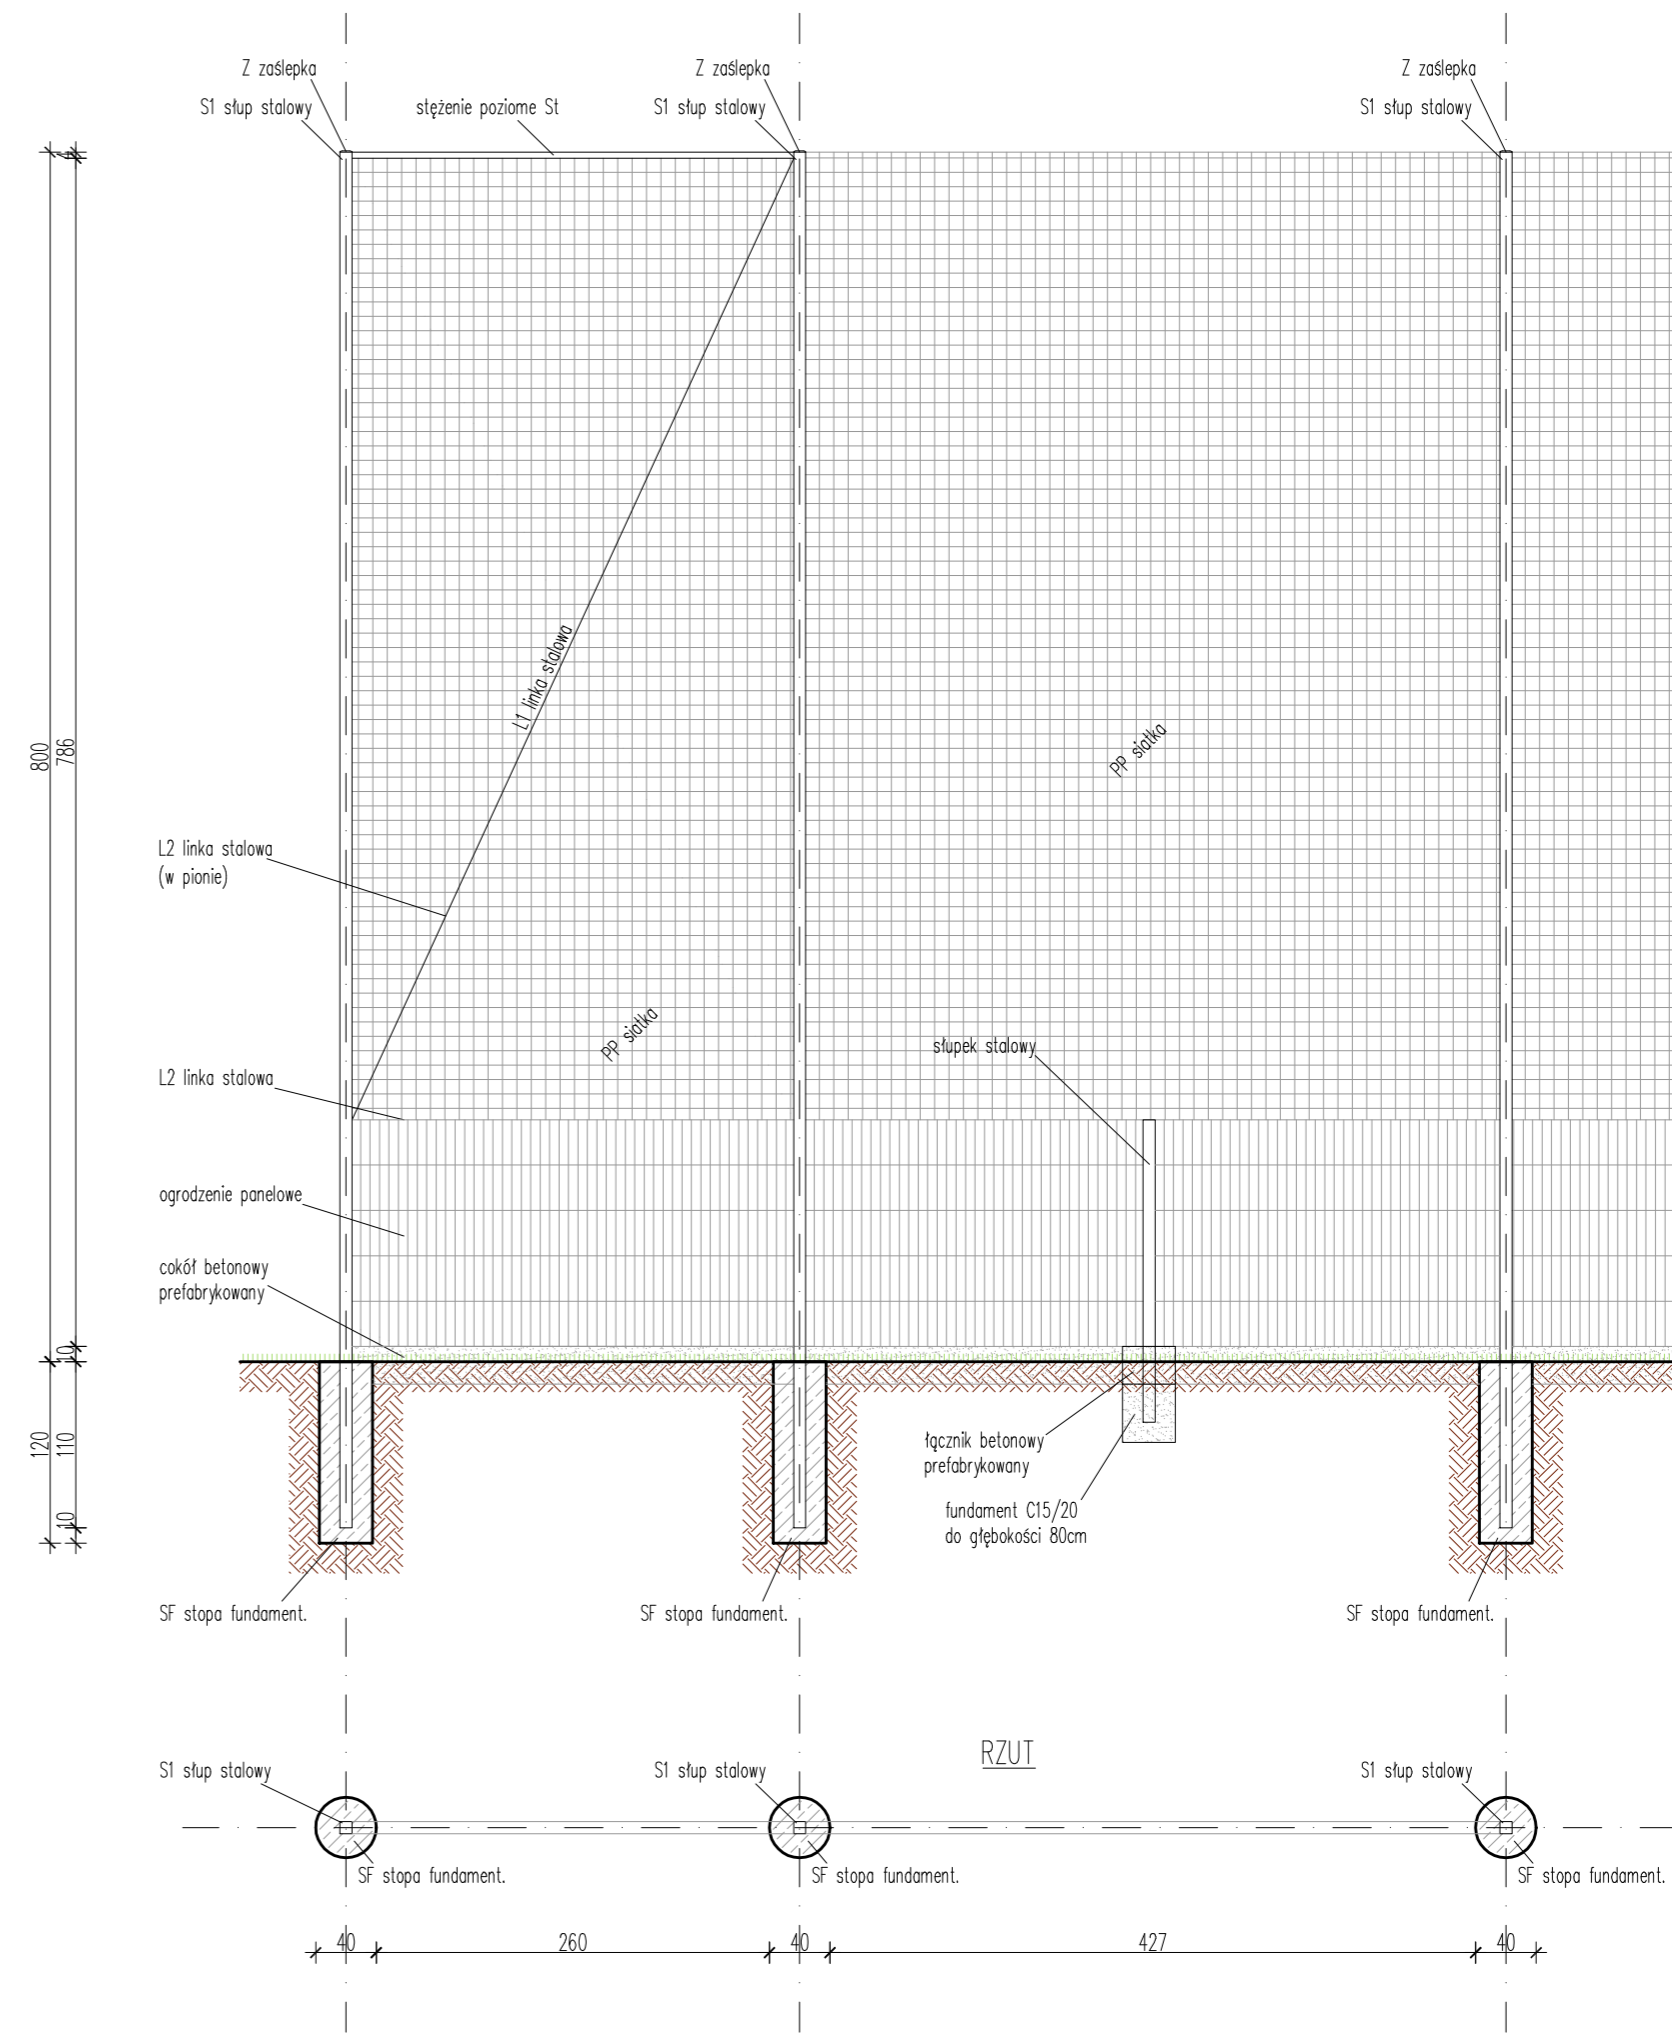 Z zaślepka
Z zaślepka
Z zaślepka
S1 słup stalowy
stężenie poziome St
S1 słup stalowy
S1 słup stalowy
4
L1 linka stalowa
PP siatka
800
786
L2 linka stalowa
(w pionie)
PP siatka
słupek stalowy
L2 linka stalowa
ogrodzenie panelowe
cokół betonowy
prefabrykowany
10
120
110
10
łącznik betonowy
prefabrykowany
fundament C15/20
do głębokości 80cm
SF stopa fundament.
SF stopa fundament.
SF stopa fundament.
RZUT
S1 słup stalowy
S1 słup stalowy
S1 słup stalowy
SF stopa fundament.
SF stopa fundament.
SF stopa fundament.
40
260
40
427
40